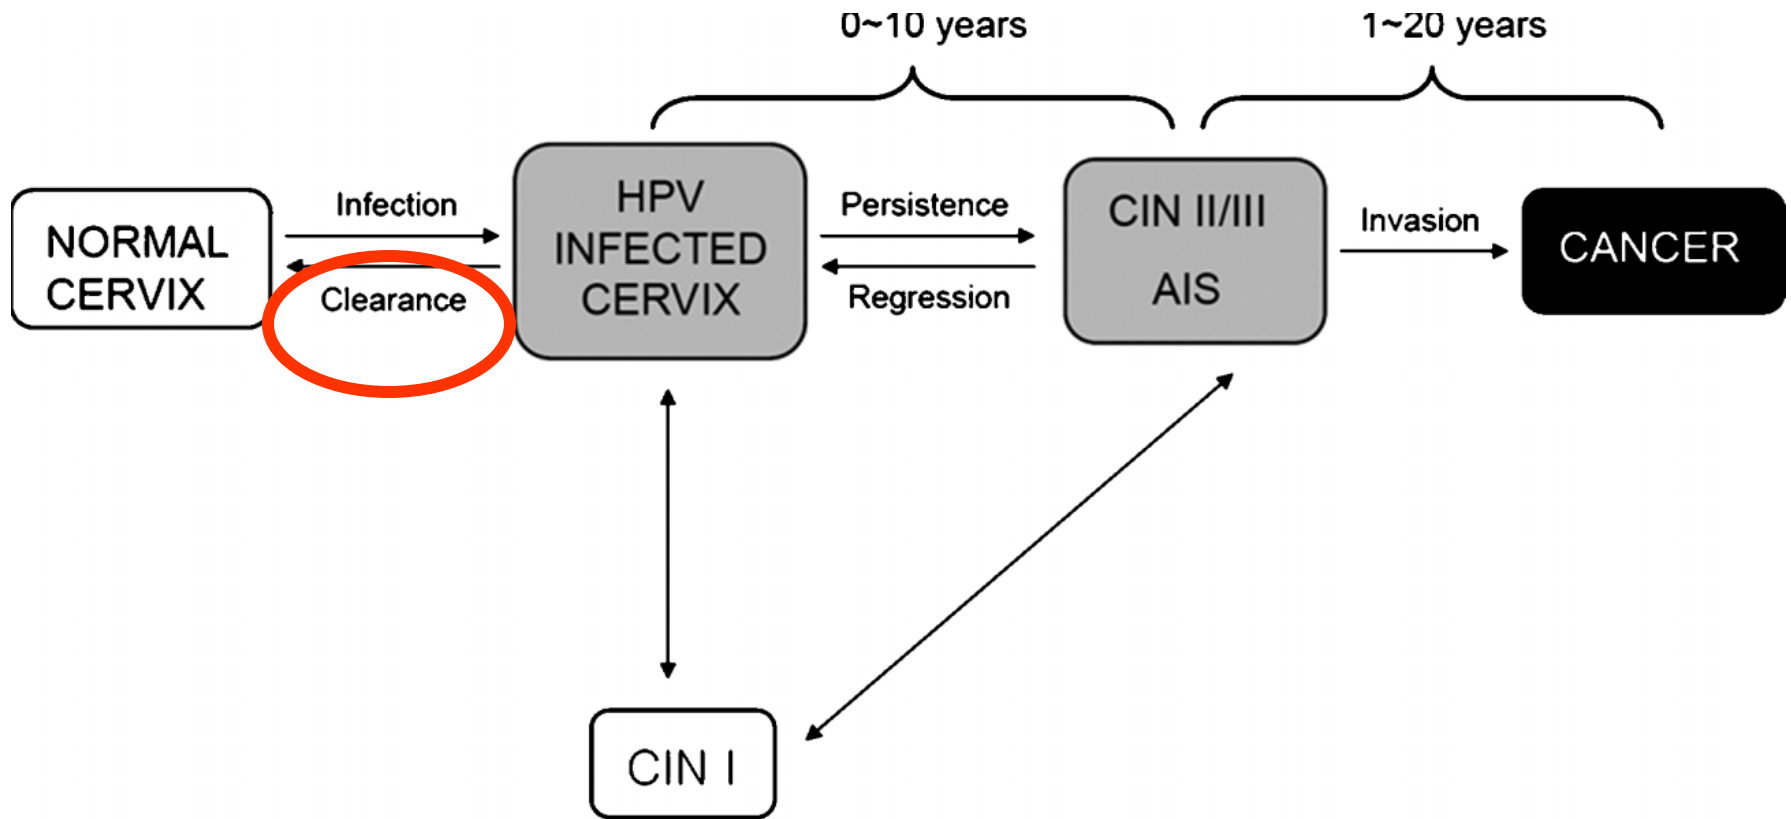 0~10 years
1~20 years
NORMAL
CERVIX
Infection
Clearance
HPV
INFECTED
CERVIX
Persistence
Regression
CIN II/III
AIS
Invasion
CANCER
CIN I